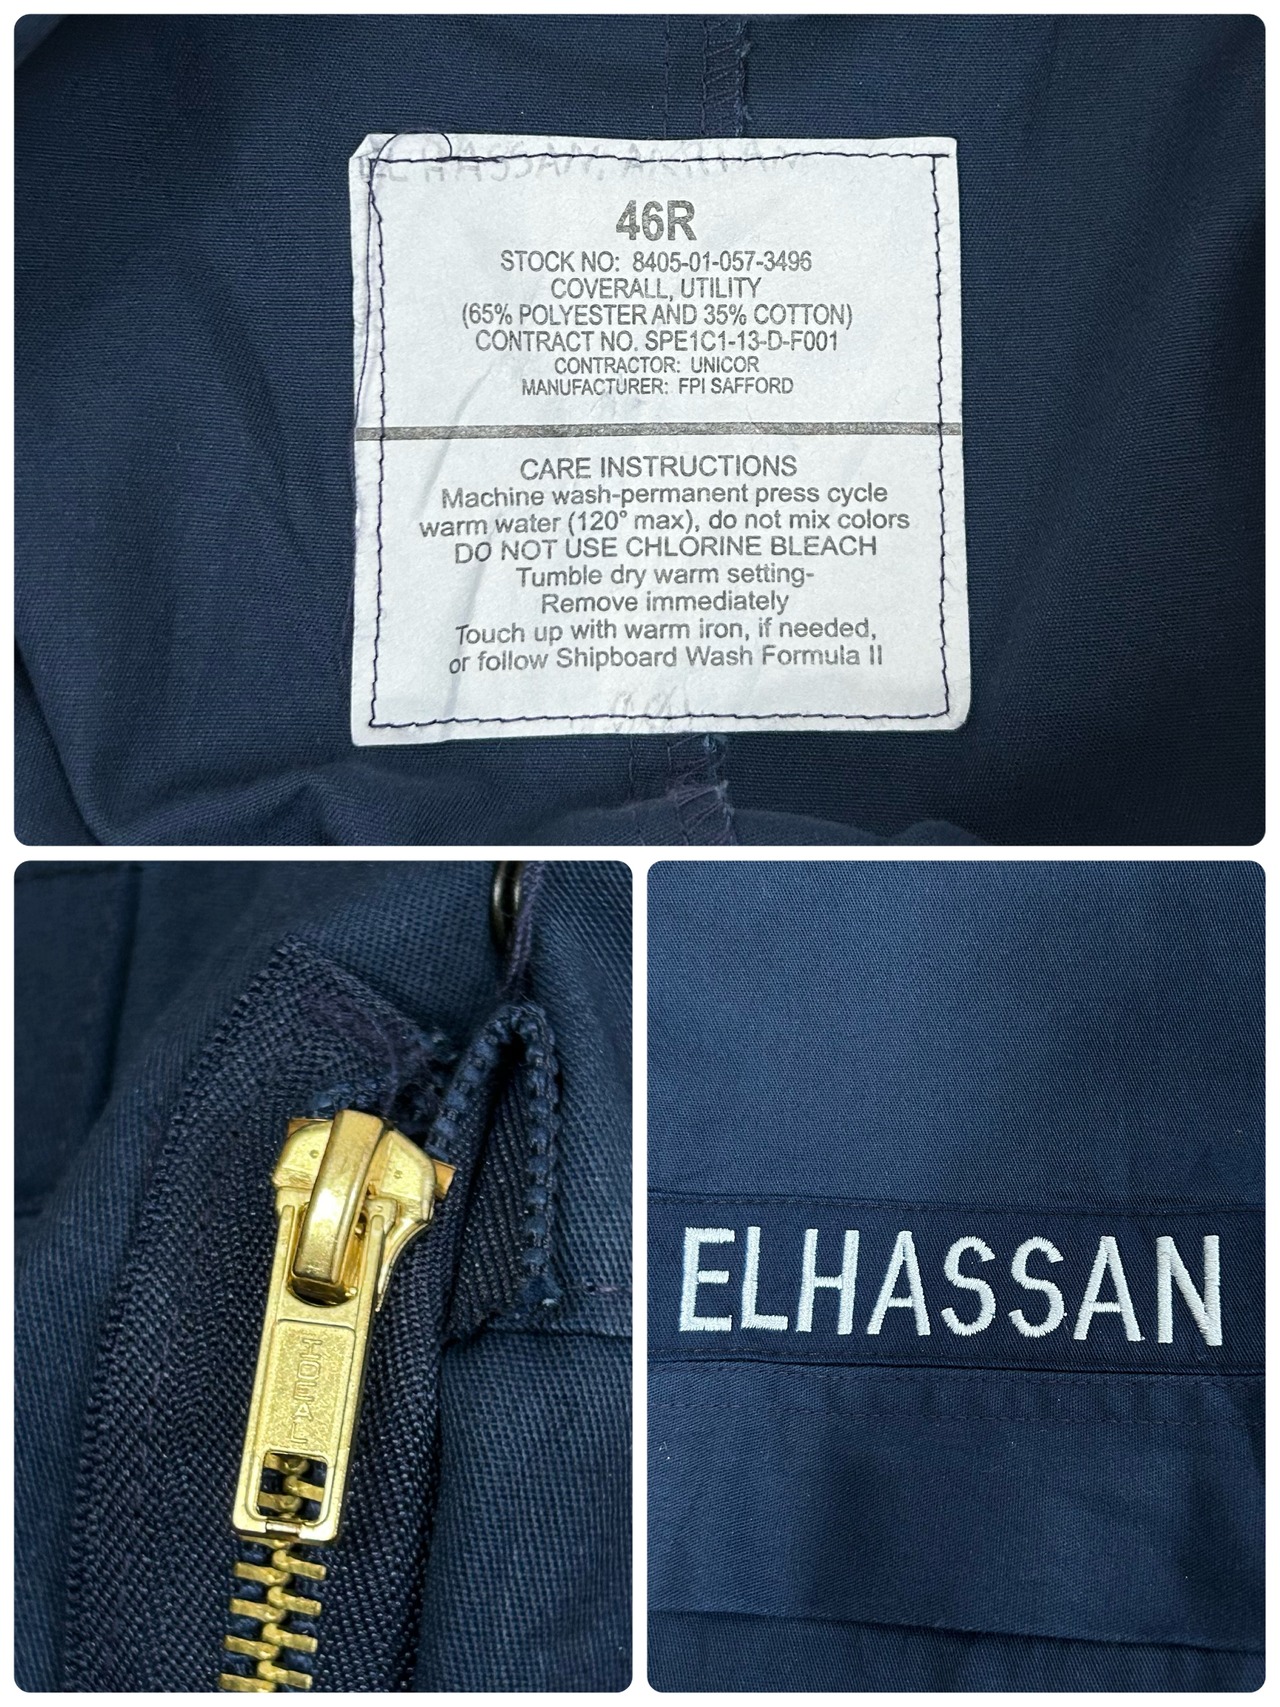 EL HASSAN,
46R
STOCK NO: 8405-01-057-3496
COVERALL, UTILITY
(65% POLYESTER AND 35% COTTON)
CONTRACT NO. SPE1C1-13-D-F001
CONTRACTOR: UNICOR
MANUFACTURER: FPI SAFFORD
CARE INSTRUCTIONS
Machine wash-permanent press cycle
warm water (120° max), do not mix colors
DO NOT USE CHLORINE BLEACH
Tumble dry warm setting-
Remove immediately
Touch up with warm iron, if needed,
or follow Shipboard Wash Formula II
ELHASSAN